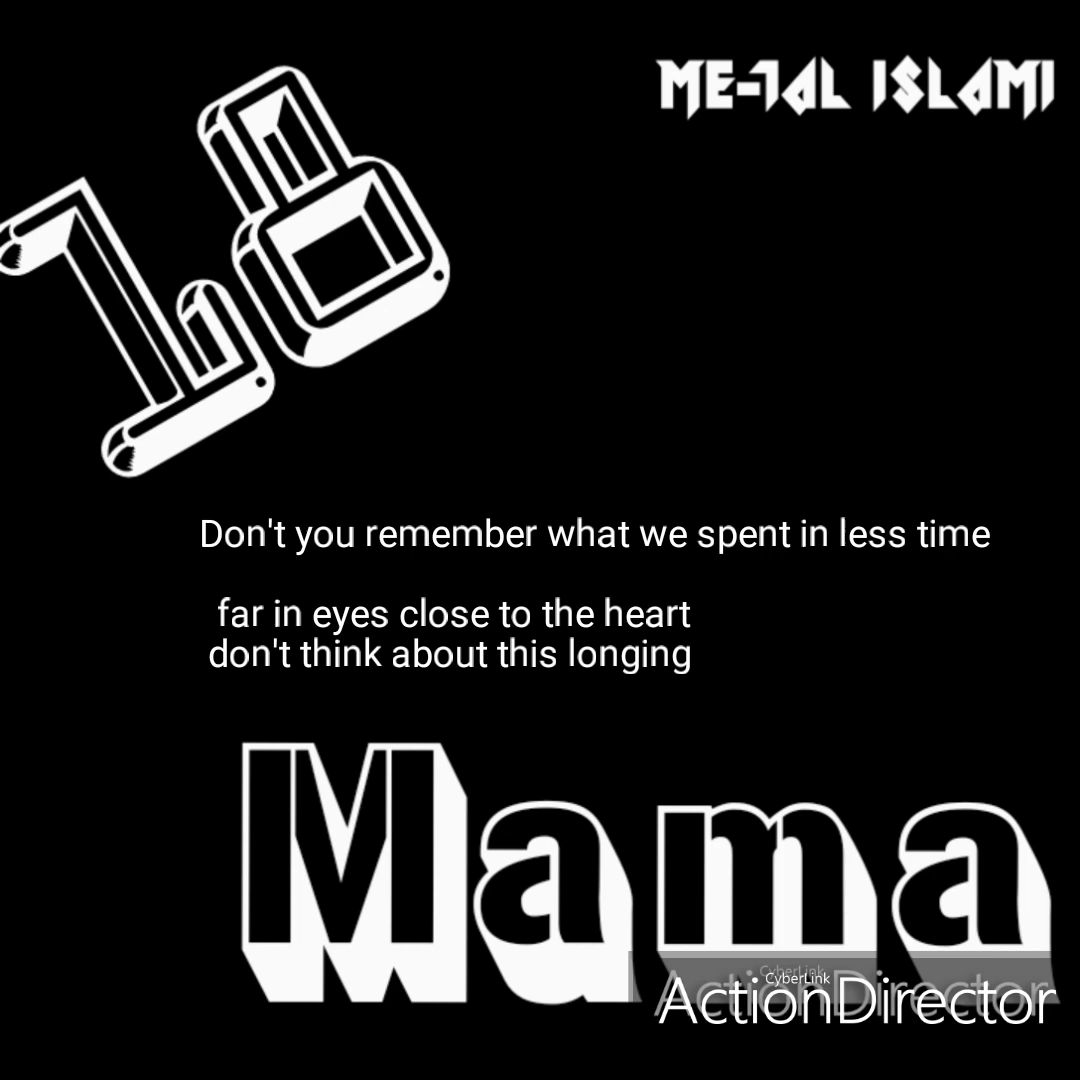 ME-TAL ISLAMI
18
Don't you remember what we spent in less time
far in eyes close to the heart
don't think about this longing
Mama
CyberLink
ActionDirector